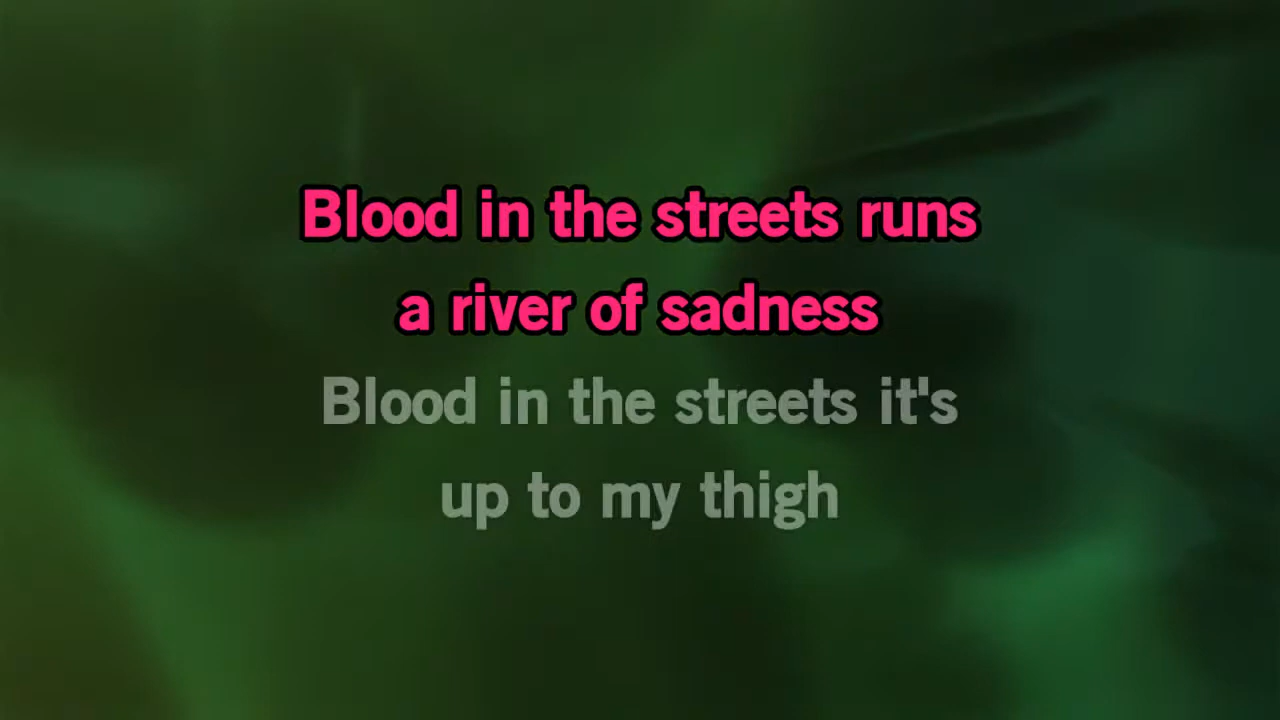 Blood in the streets runs
a river of sadness
Blood in the streets it's
up to my thigh